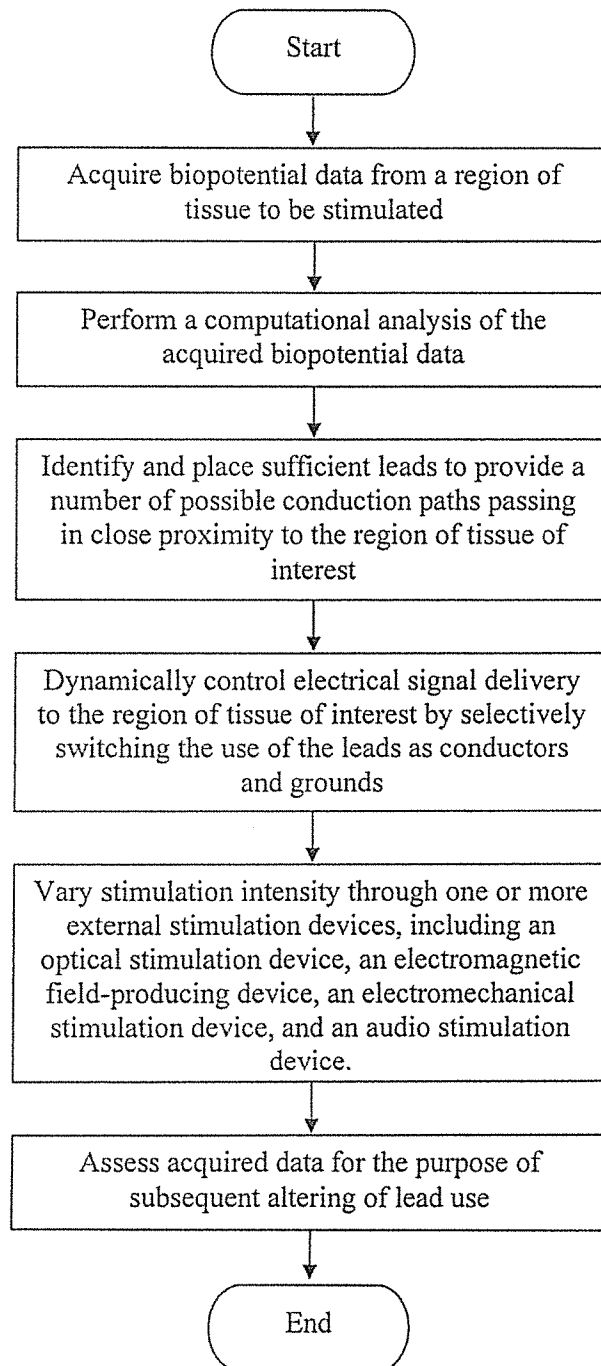 Start
Acquire biopotential data from a region of
tissue to be stimulated
Perform a computational analysis of the
acquired biopotential data
Identify and place sufficient leads to provide a
number of possible conduction paths passing
in close proximity to the region of tissue of
interest
Dynamically control electrical signal delivery
to the region of tissue of interest by selectively
switching the use of the leads as conductors
and grounds
Vary stimulation intensity through one or more
external stimulation devices, including an
optical stimulation device, an electromagnetic
field-producing device, an electromechanical
stimulation device, and an audio stimulation
device.
Assess acquired data for the purpose of
subsequent altering of lead use
End